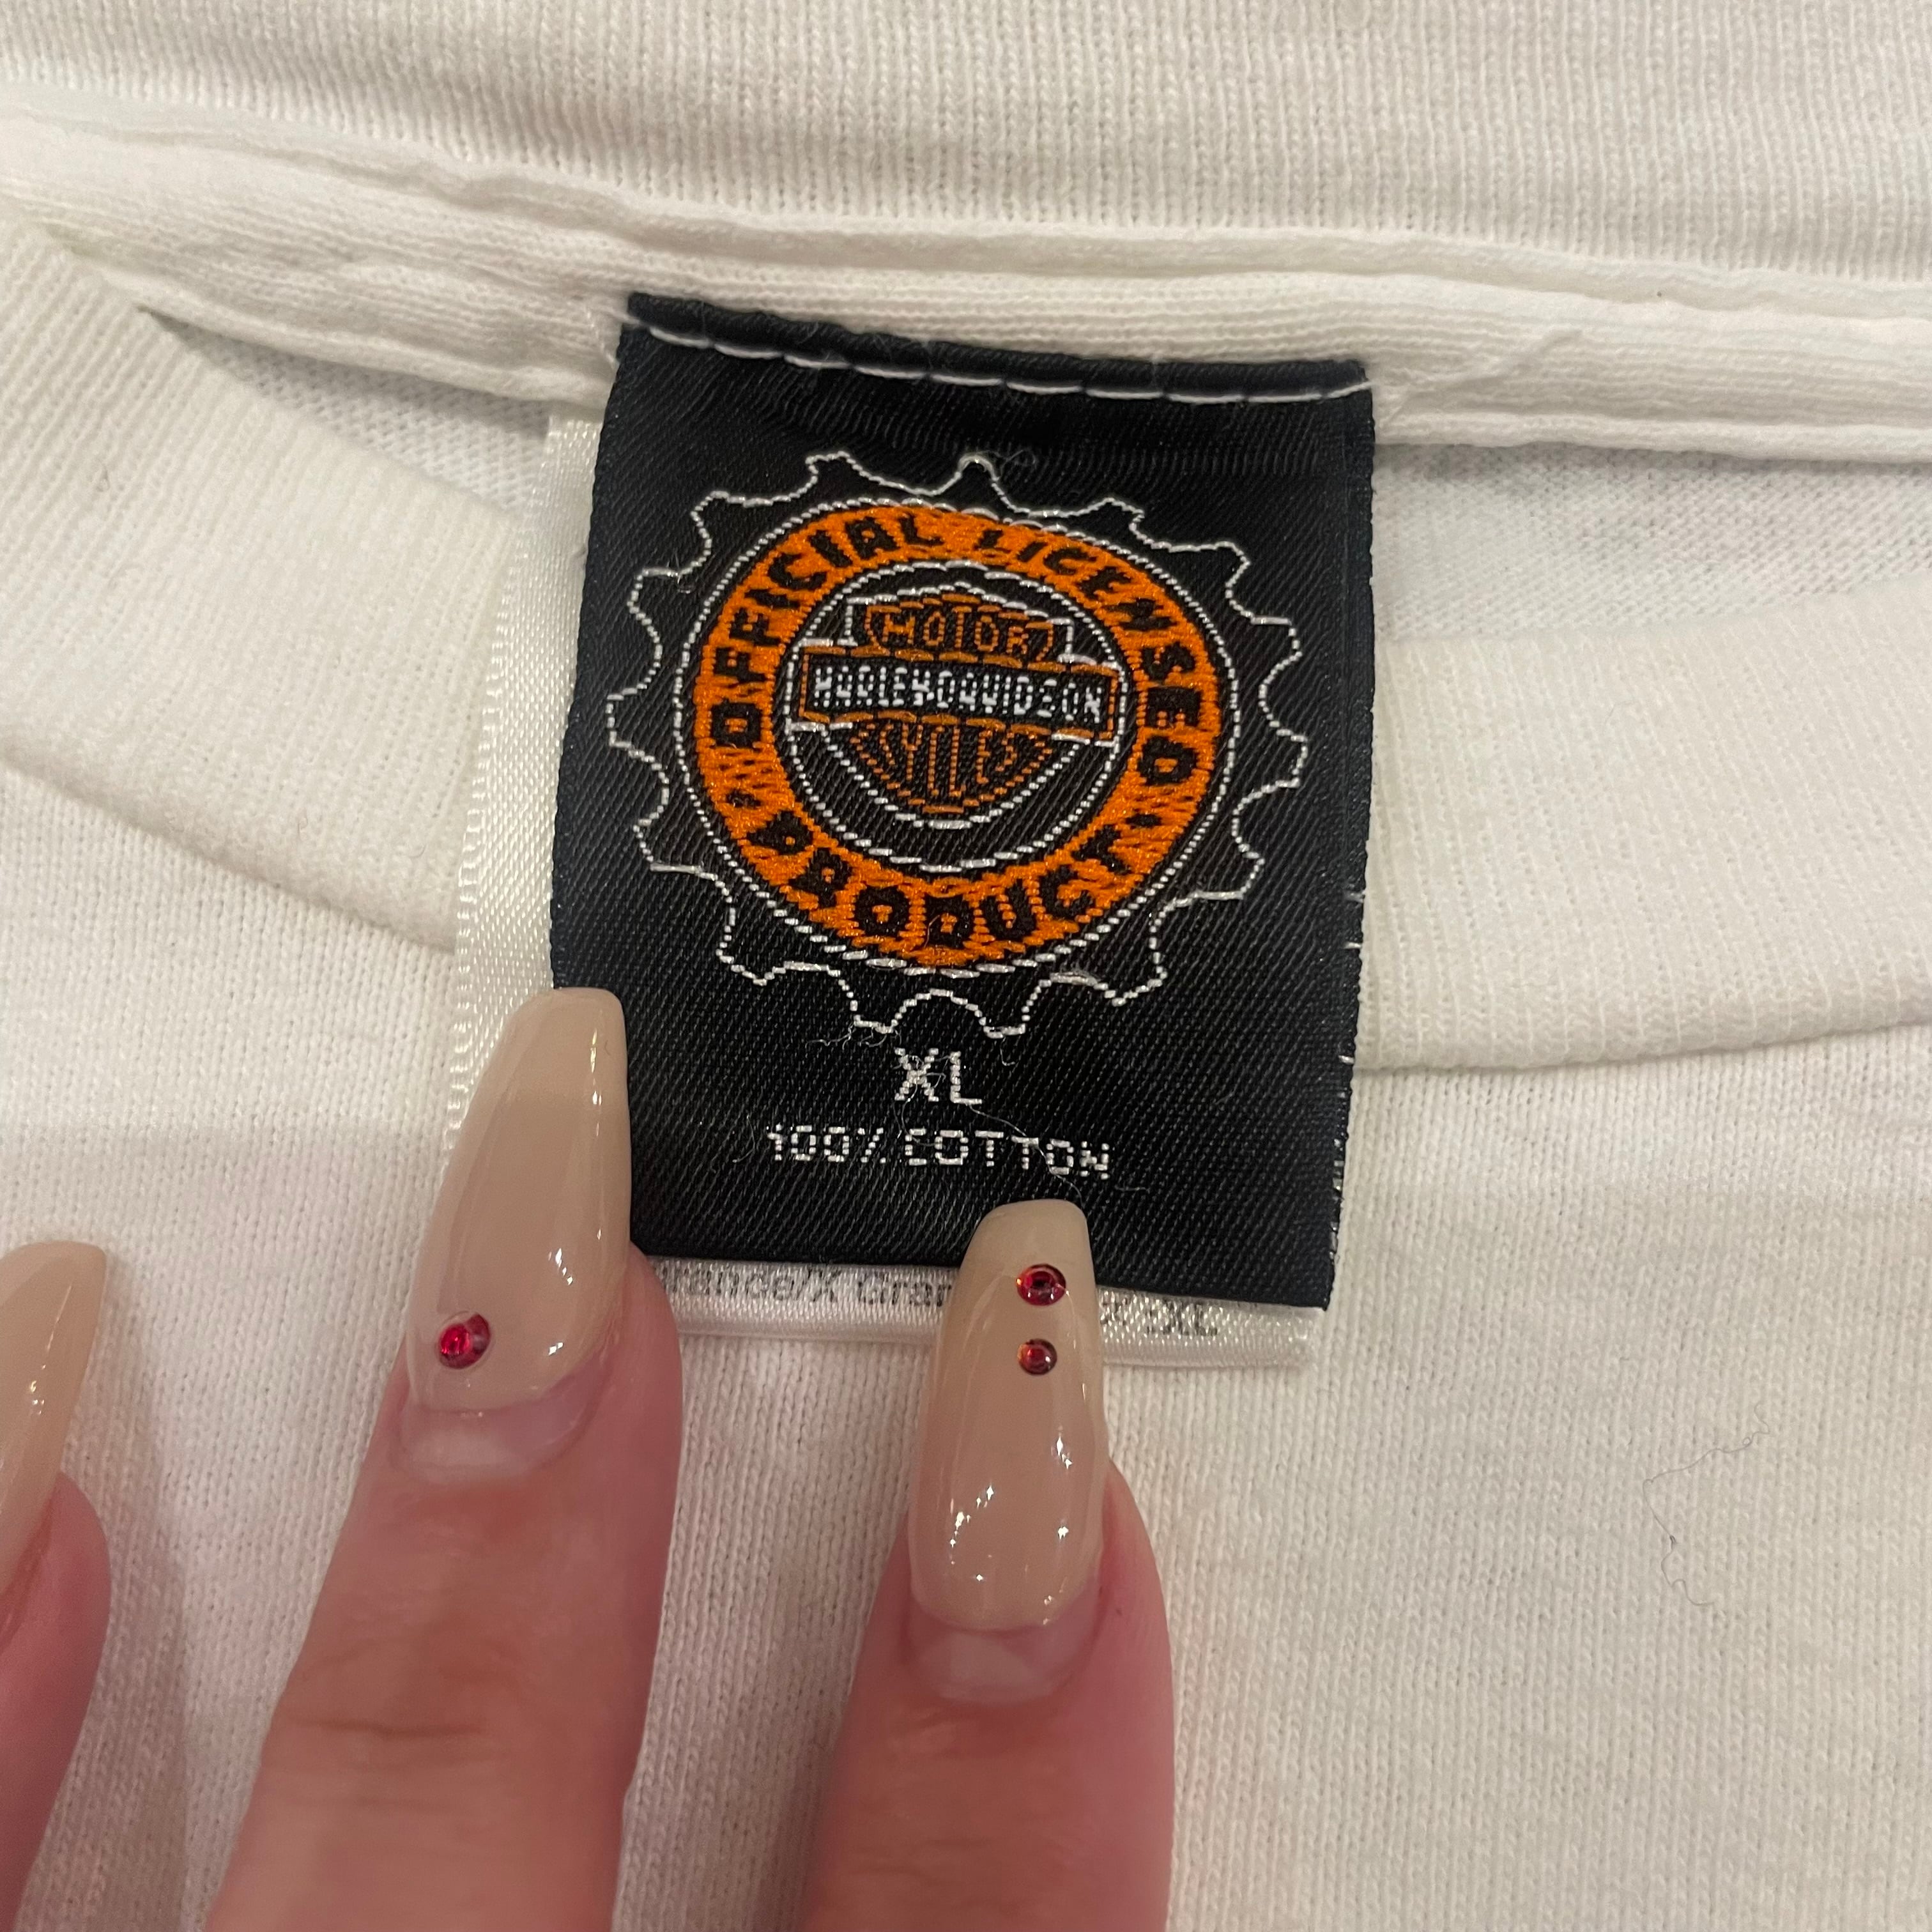 OFFICIAL LICENSED
MOTOR
HARLEY-DAVIDSON
CYCLES
PRODUCT
XL
100% COTTON